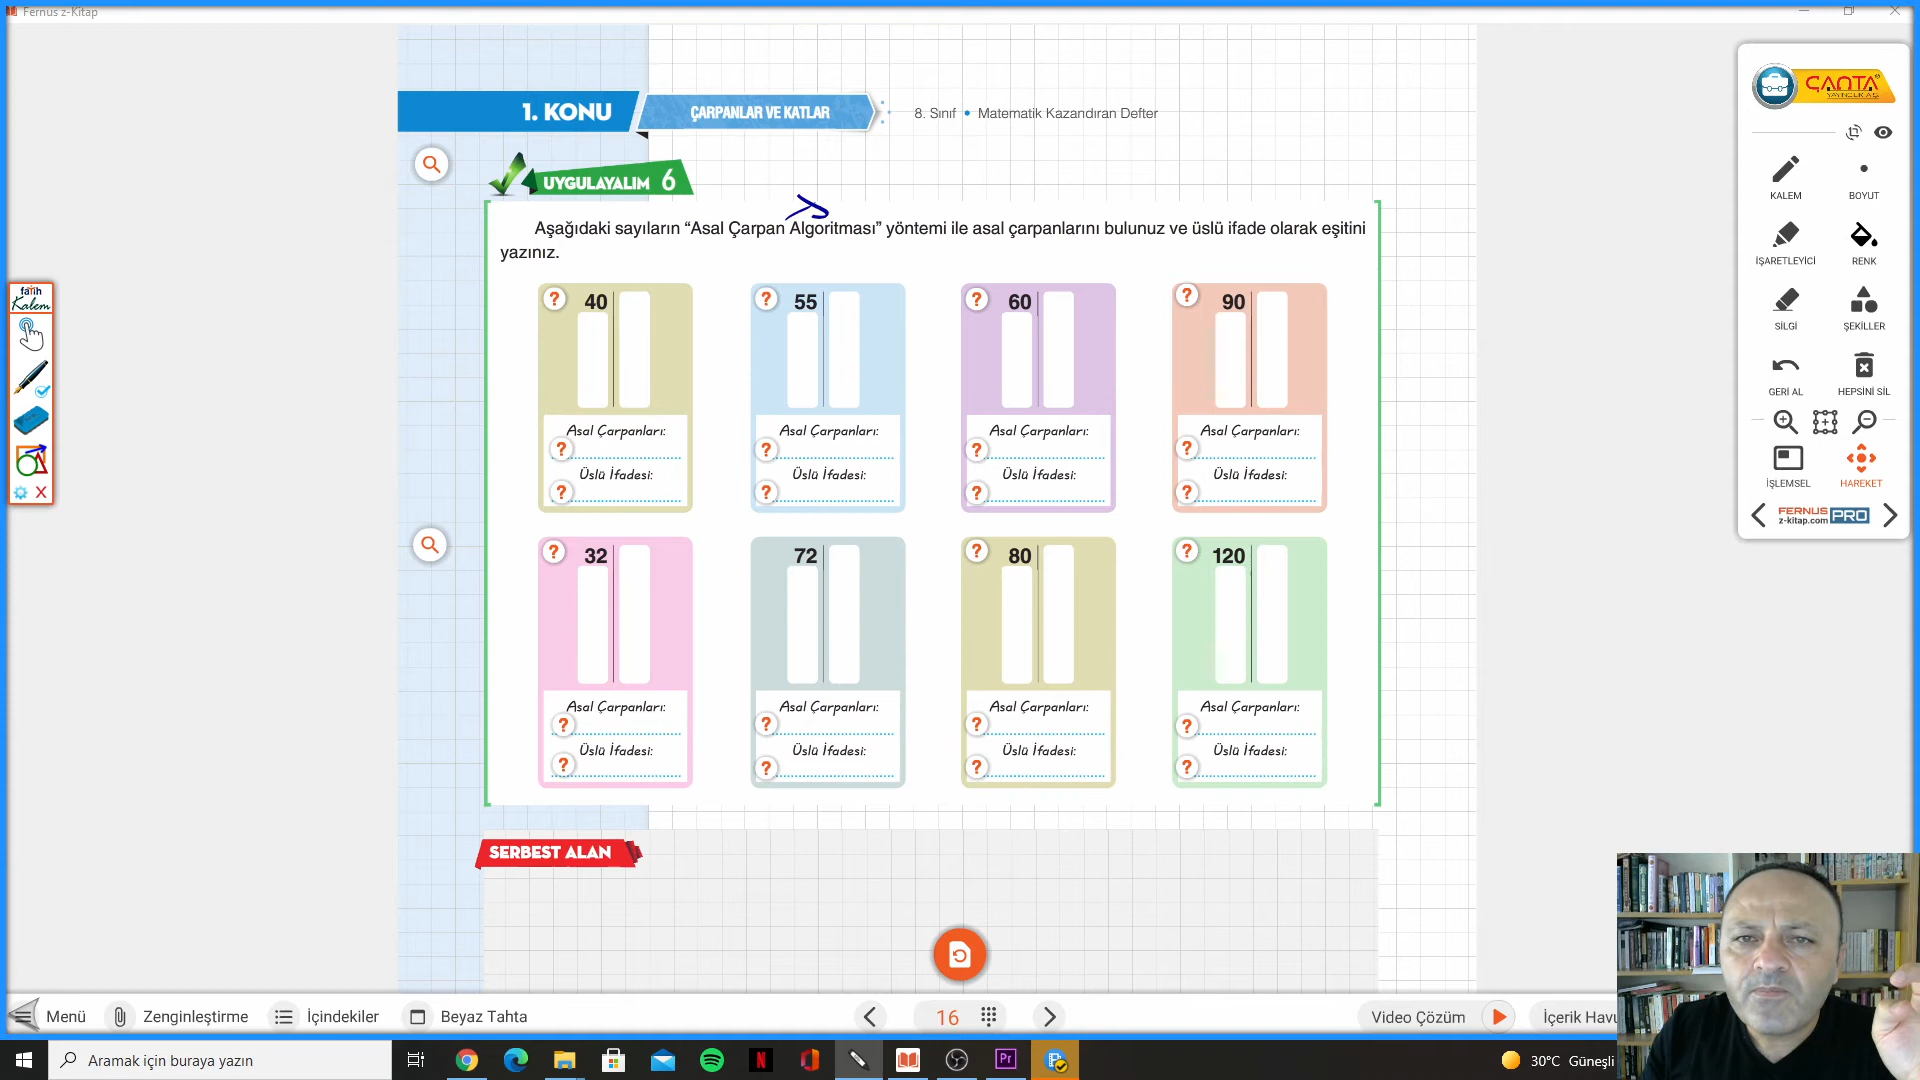 Fernus z-Kitap
1. KONU
ÇARPANLAR VE KATLAR
8. Sınıf • Matematik Kazandıran Defter
UYGULAYALIM 6
Aşağıdaki sayıların “Asal Çarpan Algoritması” yöntemi ile asal çarpanlarını bulunuz ve üslü ifade olarak eşitini
yazınız.
? 40
? 55
? 60
? 90
Asal Çarpanları:
?
Üslü İfadesi:
?
Asal Çarpanları:
?
Üslü İfadesi:
?
Asal Çarpanları:
?
Üslü İfadesi:
?
Asal Çarpanları:
?
Üslü İfadesi:
?
? 32
72
? 80
? 120
Asal Çarpanları:
?
Üslü İfadesi:
?
Asal Çarpanları:
?
Üslü İfadesi:
?
Asal Çarpanları:
?
Üslü İfadesi:
?
Asal Çarpanları:
?
Üslü İfadesi:
?
SERBEST ALAN
fatih
Kalem
ÇANTA
YAYINCILIK A.Ş.
KALEM
BOYUT
İŞARETLEYİCİ
RENK
SİLGİ
ŞEKİLLER
GERİ AL
HEPSİNİ SİL
İŞLEMSEL
HAREKET
FERNUS
z-kitap.com PRO
Menü
Zenginleştirme
İçindekiler
Beyaz Tahta
16
Video Çözüm
İçerik Havu
Aramak için buraya yazın
Pr
30°C Güneşli